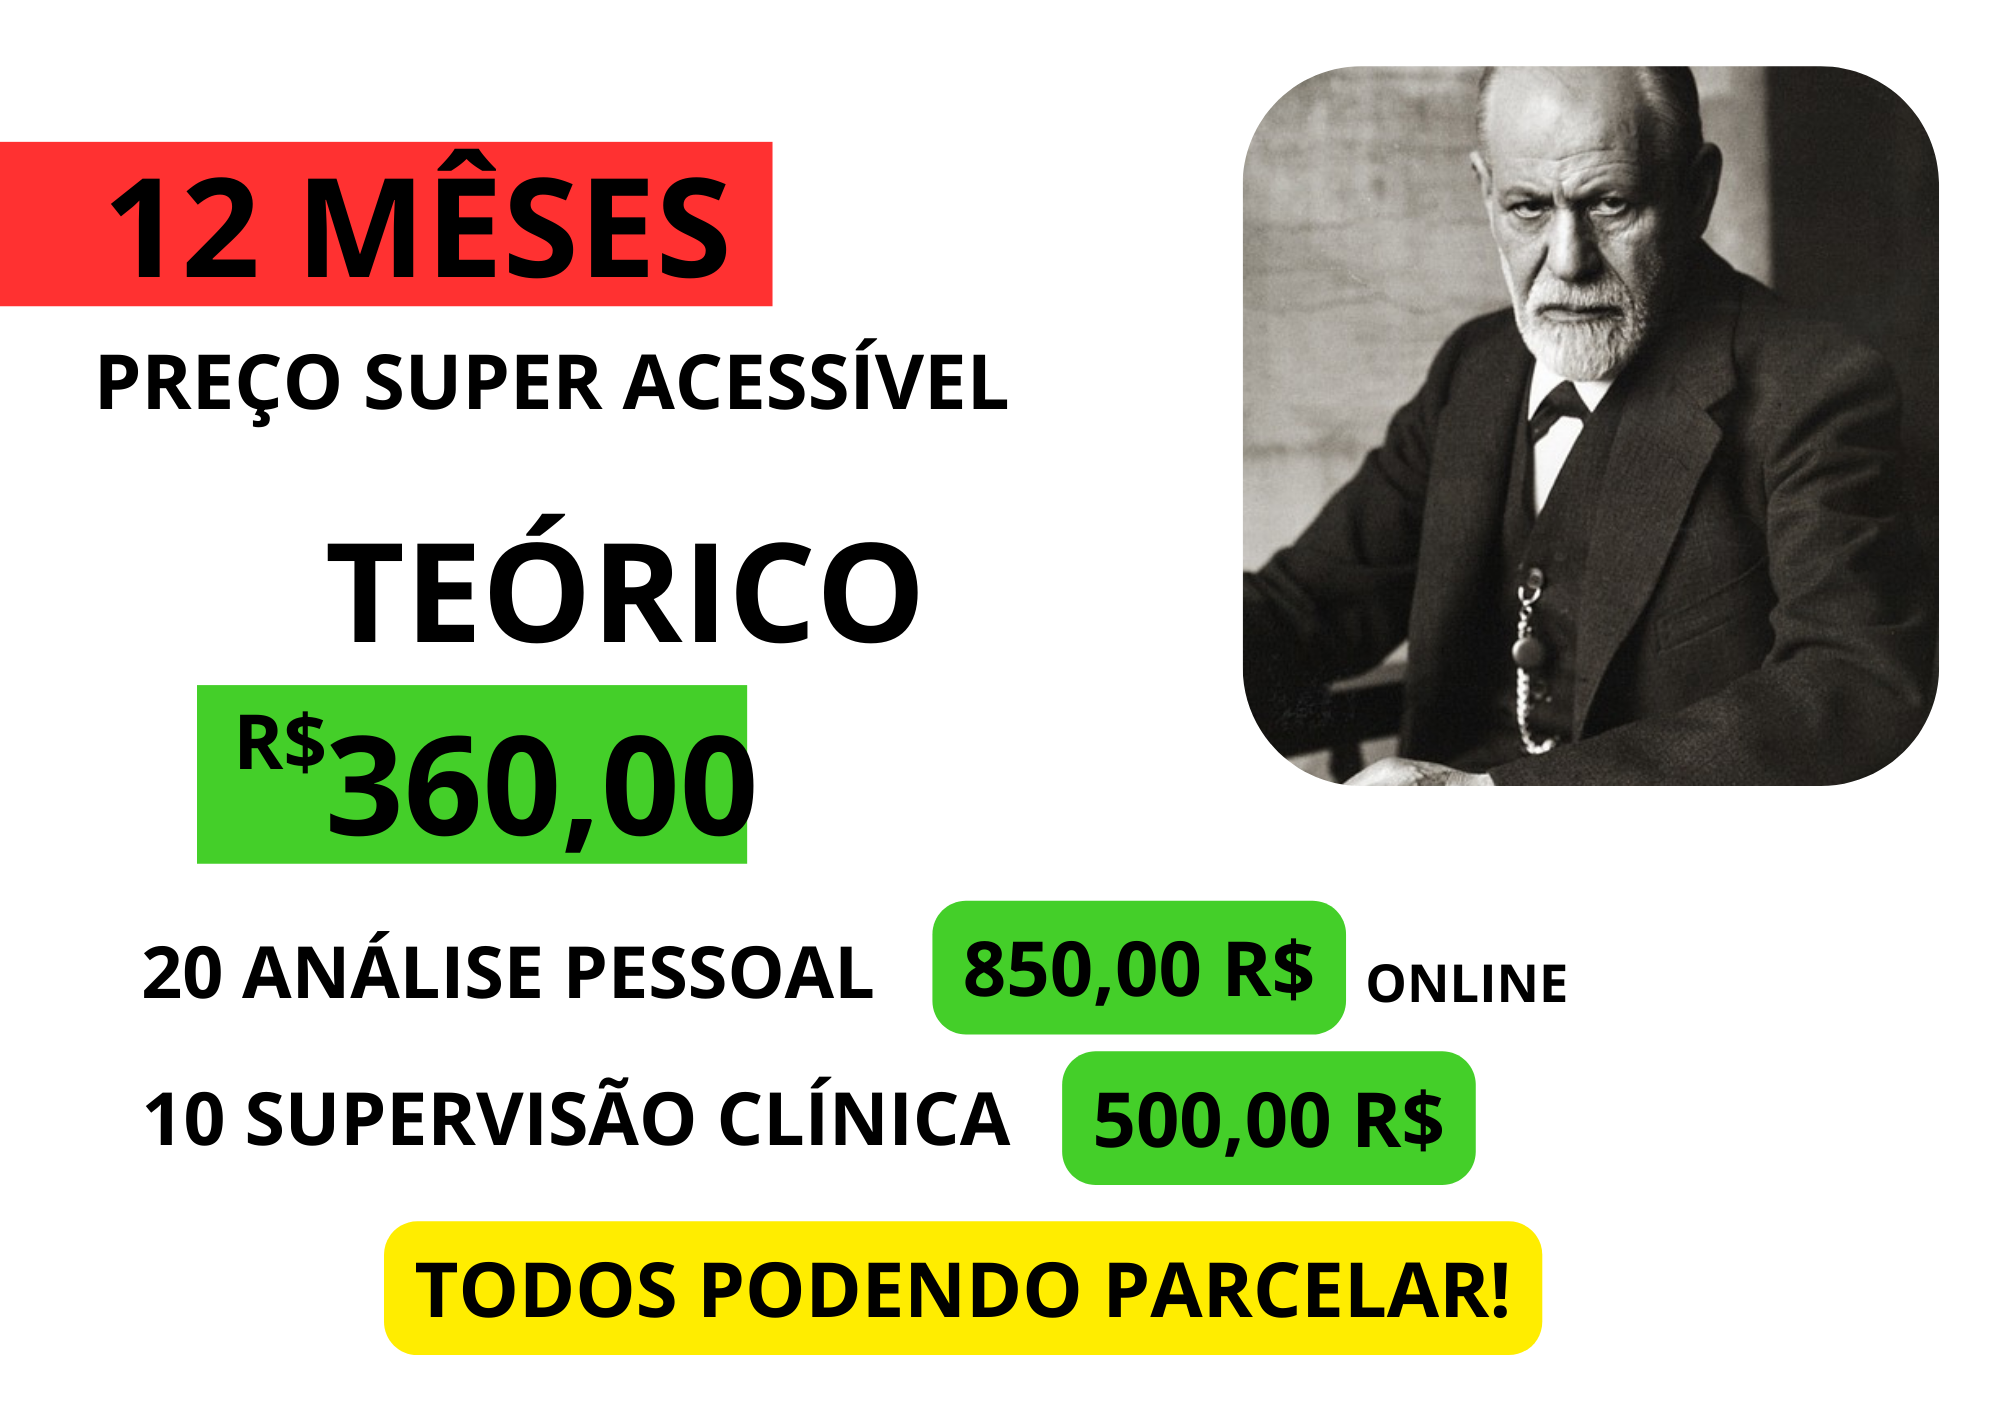 12 MÊSES
PREÇO SUPER ACESSÍVEL
TEÓRICO
R$360,00
20 ANÁLISE PESSOAL 850,00 R$ ONLINE
10 SUPERVISÃO CLÍNICA 500,00 R$
TODOS PODENDO PARCELAR!